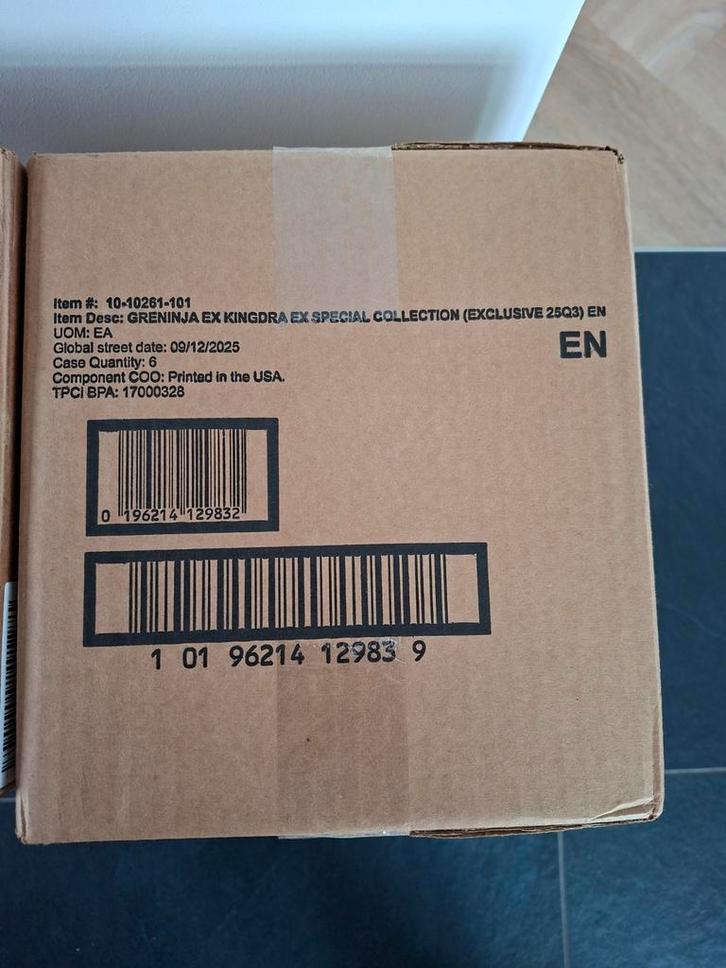 Item #: 10-10261-101
Item Desc: GRENINJA EX KINGDRA EX SPECIAL COLLECTION (EXCLUSIVE 25Q3) EN
UOM: EA
EN
Global street date: 09/12/2025
Case Quantity: 6
Component COO: Printed in the USA.
TPCi BPA: 17000328
0 196214 129832
1 01 96214 12983 9